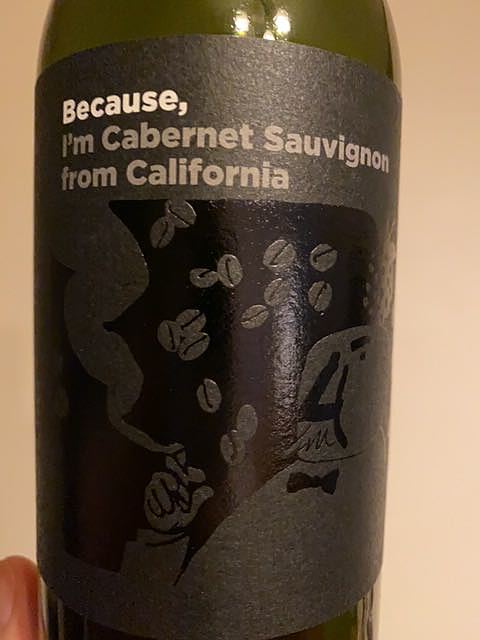 Because,
I'm Cabernet Sauvignon
from California